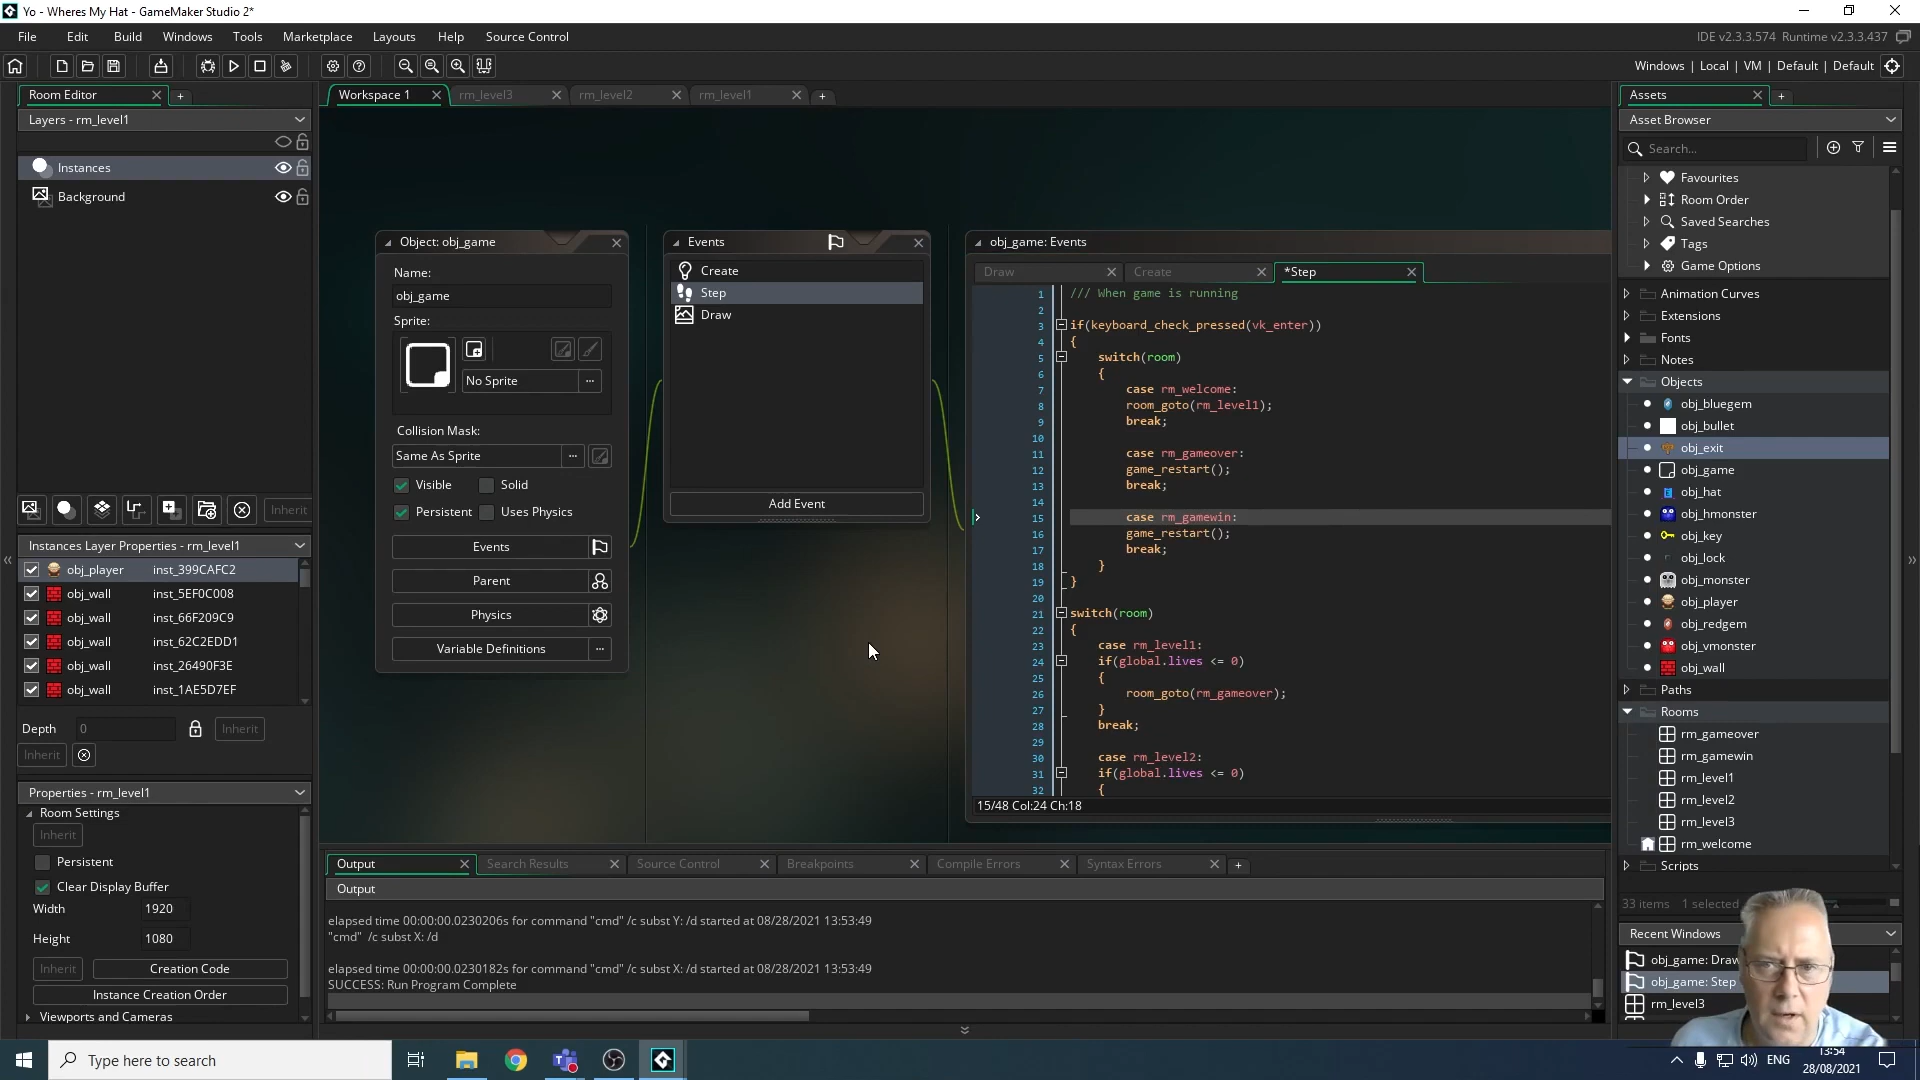 Yo - Wheres My Hat - GameMaker Studio 2*
File Edit Build Windows Tools Marketplace Layouts Help Source Control
IDE v2.3.3.574 Runtime v2.3.3.437
Windows | Local | VM | Default | Default
Room Editor
Layers - rm_level1
Instances
Background
Inherit
Instances Layer Properties - rm_level1
obj_player inst_399CAFC2
obj_wall inst_5EF0C008
obj_wall inst_66F209C9
obj_wall inst_62C2EDD1
obj_wall inst_26490F3E
obj_wall inst_1AE5D7EF
Depth 0 Inherit
Inherit
Properties - rm_level1
Room Settings
Inherit
Persistent
Clear Display Buffer
Width 1920
Height 1080
Inherit Creation Code
Instance Creation Order
Viewports and Cameras
Workspace 1 rm_level3 rm_level2 rm_level1
Object: obj_game
Name:
obj_game
Sprite:
No Sprite
Collision Mask:
Same As Sprite
Visible Solid
Persistent Uses Physics
Events
Parent
Physics
Variable Definitions
Events
Create
Step
Draw
Add Event
obj_game: Events
Draw Create *Step
1 /// When game is running
2
3 if(keyboard_check_pressed(vk_enter))
4 {
5 switch(room)
6 {
7 case rm_welcome:
8 room_goto(rm_level1);
9 break;
10
11 case rm_gameover:
12 game_restart();
13 break;
14
15 case rm_gamewin:
16 game_restart();
17 break;
18 }
19 }
20
21 switch(room)
22 {
23 case rm_level1:
24 if(global.lives <= 0)
25 {
26 room_goto(rm_gameover);
27 }
28 break;
29
30 case rm_level2:
31 if(global.lives <= 0)
32 {
15/48 Col:24 Ch:18
Output Search Results Source Control Breakpoints Compile Errors Syntax Errors
Output
elapsed time 00:00:00.0230206s for command "cmd" /c subst Y: /d started at 08/28/2021 13:53:49
"cmd" /c subst X: /d
elapsed time 00:00:00.0230182s for command "cmd" /c subst X: /d started at 08/28/2021 13:53:49
SUCCESS: Run Program Complete
Assets
Asset Browser
Search...
Favourites
Room Order
Saved Searches
Tags
Game Options
Animation Curves
Extensions
Fonts
Notes
Objects
obj_bluegem
obj_bullet
obj_exit
obj_game
obj_hat
obj_hmonster
obj_key
obj_lock
obj_monster
obj_player
obj_redgem
obj_vmonster
obj_wall
Paths
Rooms
rm_gameover
rm_gamewin
rm_level1
rm_level2
rm_level3
rm_welcome
Scripts
33 items 1 selected
Recent Windows
obj_game: Draw
obj_game: Step
rm_level3
Type here to search
ENG
13:54
28/08/2021